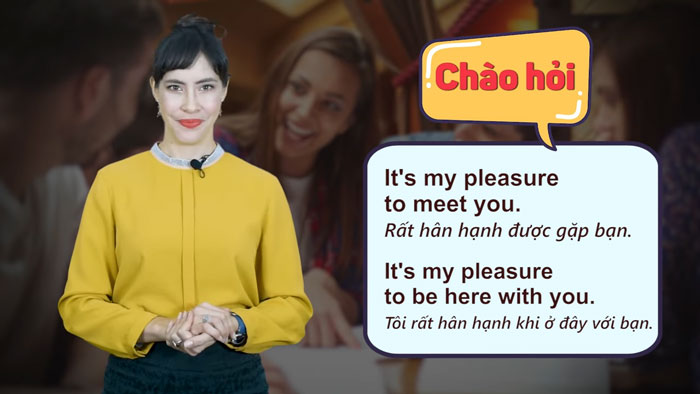 Chào hỏi
It's my pleasure
to meet you.
Rất hân hạnh được gặp bạn.
It's my pleasure
to be here with you.
Tôi rất hân hạnh khi ở đây với bạn.